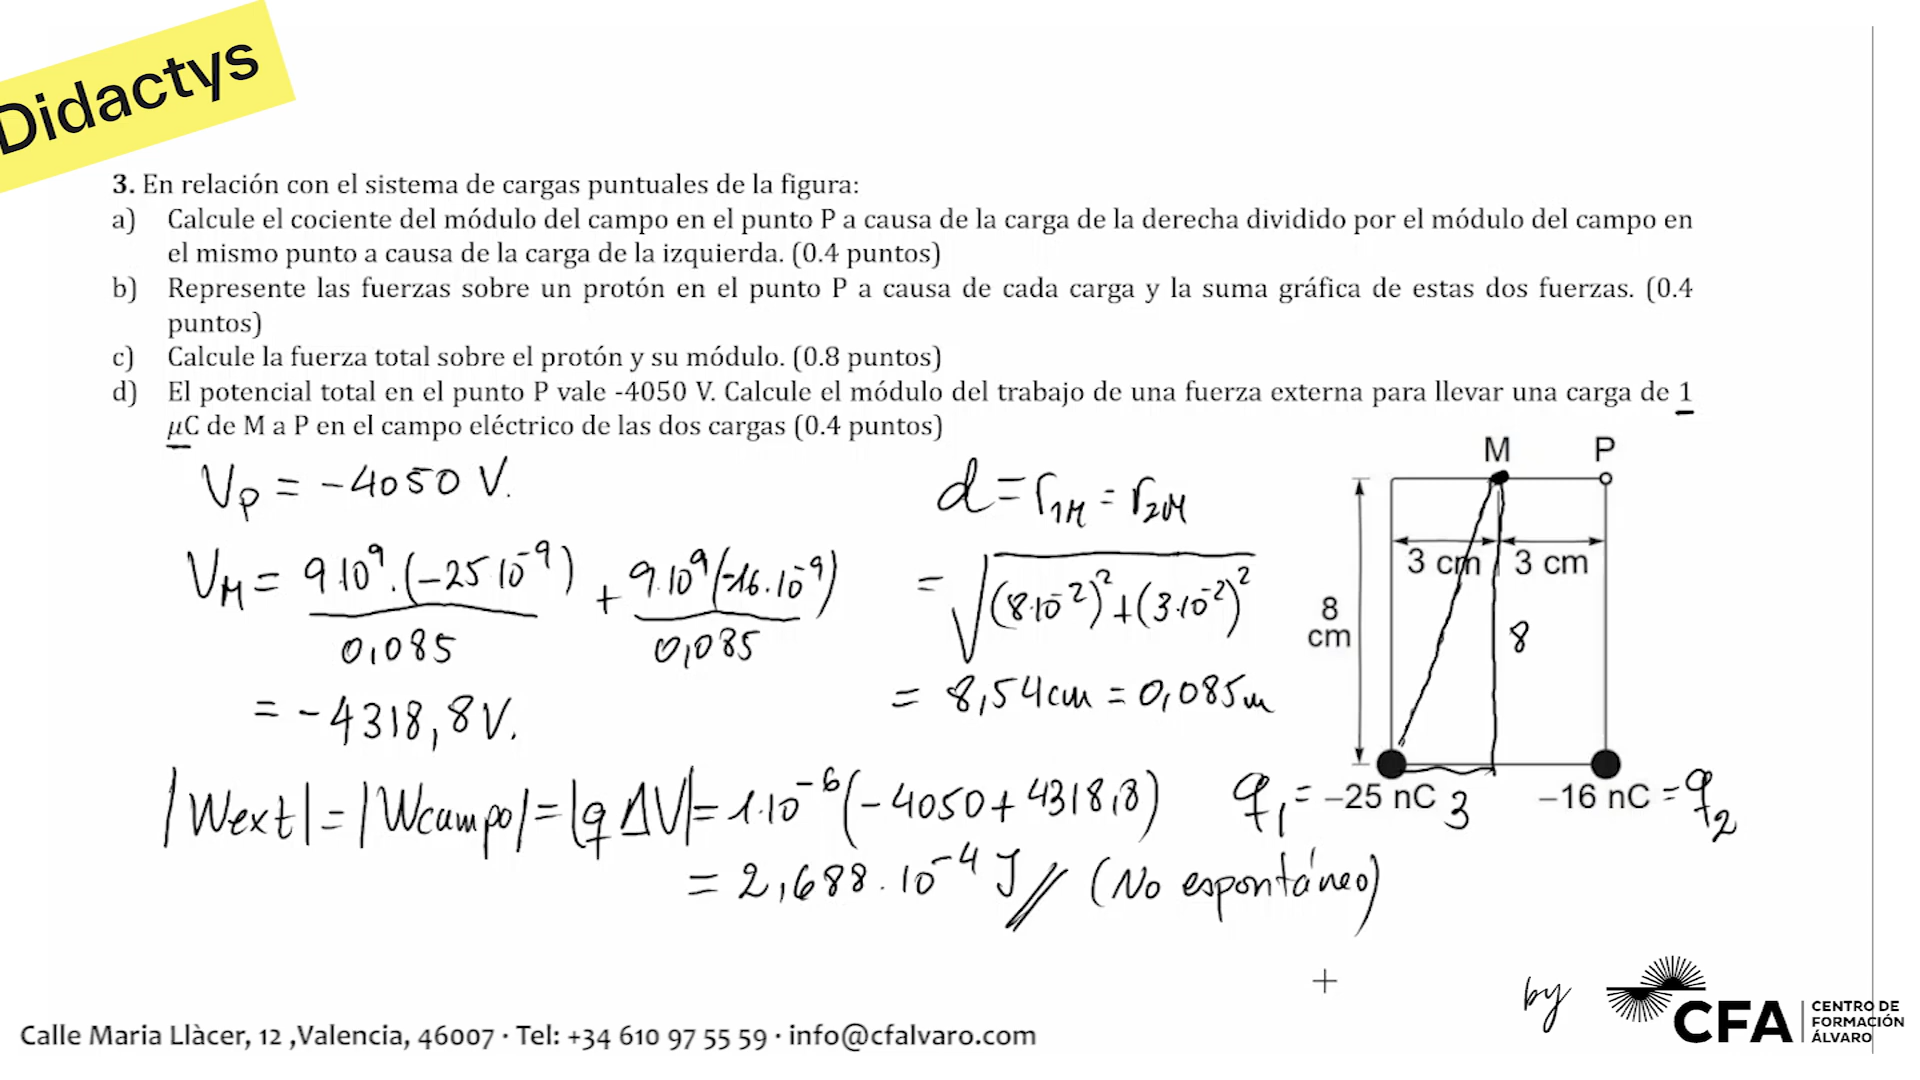 Didactys
3. En relación con el sistema de cargas puntuales de la figura:
a) Calcule el cociente del módulo del campo en el punto P a causa de la carga de la derecha dividido por el módulo del campo en
el mismo punto a causa de la carga de la izquierda. (0.4 puntos)
b) Represente las fuerzas sobre un protón en el punto P a causa de cada carga y la suma gráfica de estas dos fuerzas. (0.4
puntos)
c) Calcule la fuerza total sobre el protón y su módulo. (0.8 puntos)
d) El potencial total en el punto P vale -4050 V. Calcule el módulo del trabajo de una fuerza externa para llevar una carga de 1
μC de M a P en el campo eléctrico de las dos cargas (0.4 puntos)
V_P = -4050 V.
V_M = 9·10⁹·(-25·10⁻⁹)/0,085 + 9·10⁹(-16·10⁻⁹)/0,085
= -4318,8 V.
d = r_1M = r_2M
= √((8·10⁻²)² + (3·10⁻²)²)
= 8,54cm = 0,085m
M P
3 cm 3 cm
8
cm
8
q₁ = −25 nC 3 −16 nC = q₂
|Wext| = |Wcampo| = |q ΔV| = 1·10⁻⁶(-4050 + 4318,8)
= 2,688·10⁻⁴ J // (No espontáneo)
by
CFA
CENTRO DE
FORMACIÓN
ÁLVARO
Calle Maria Llàcer, 12 ,Valencia, 46007 · Tel: +34 610 97 55 59 · info@cfalvaro.com